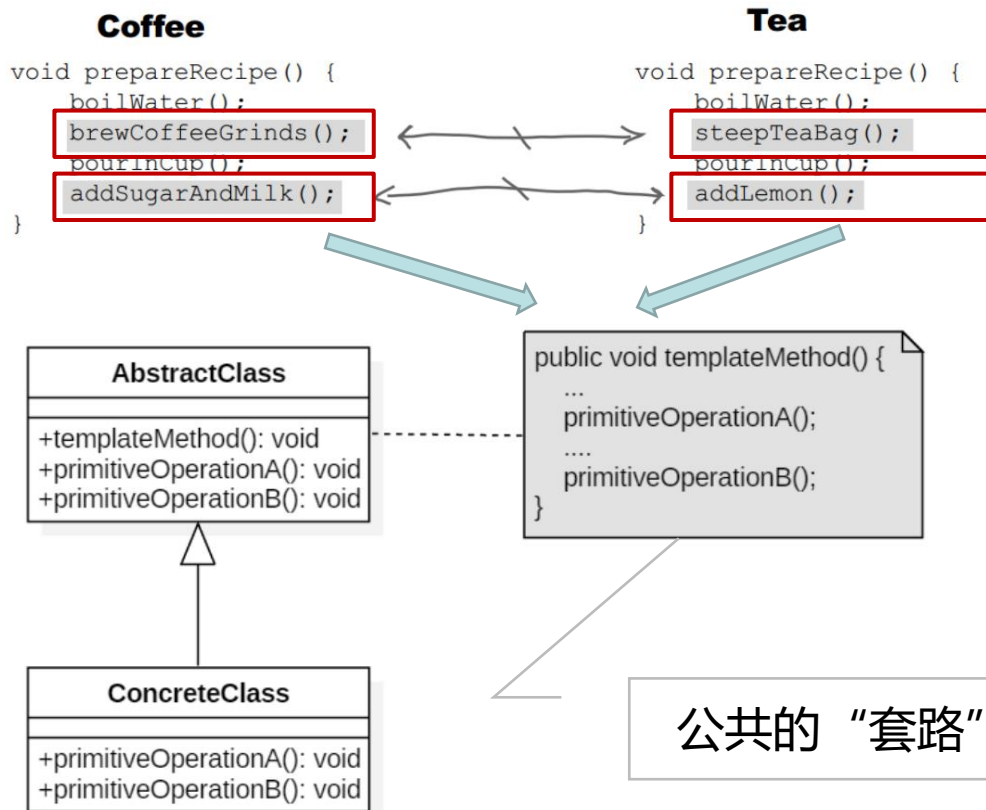 Coffee
void prepareRecipe() {
boilWater();
brewCoffeeGrinds();
pourInCup();
addSugarAndMilk();
}
Tea
void prepareRecipe() {
boilWater();
steepTeaBag();
pourInCup();
addLemon();
}
AbstractClass
+templateMethod(): void
+primitiveOperationA(): void
+primitiveOperationB(): void
public void templateMethod() {
...
primitiveOperationA();
....
primitiveOperationB();
}
ConcreteClass
+primitiveOperationA(): void
+primitiveOperationB(): void
公共的“套路”